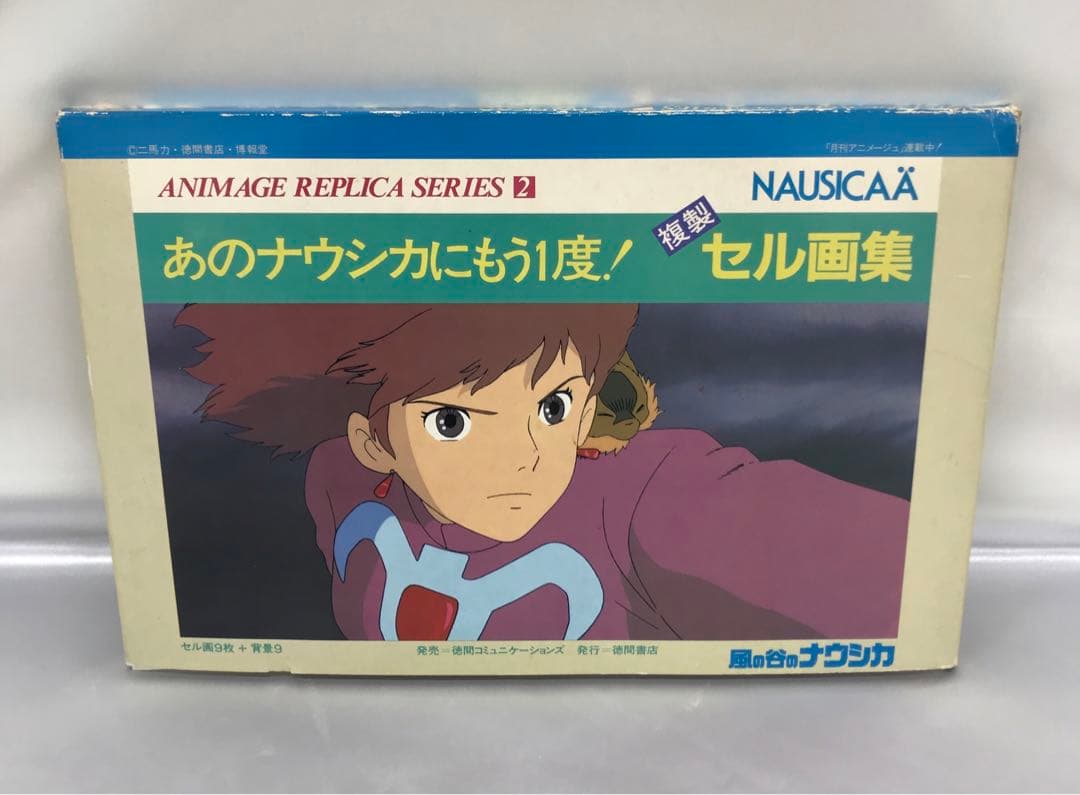 ©二馬力・徳間書店・博報堂
「月刊アニメージュ」連載中!
ANIMAGE REPLICA SERIES 2
NAUSICAÄ
あのナウシカにもう1度!
複製
セル画集
セル画9枚+背景9
発売=徳間コミュニケーションズ 発行=徳間書店
風の谷のナウシカ